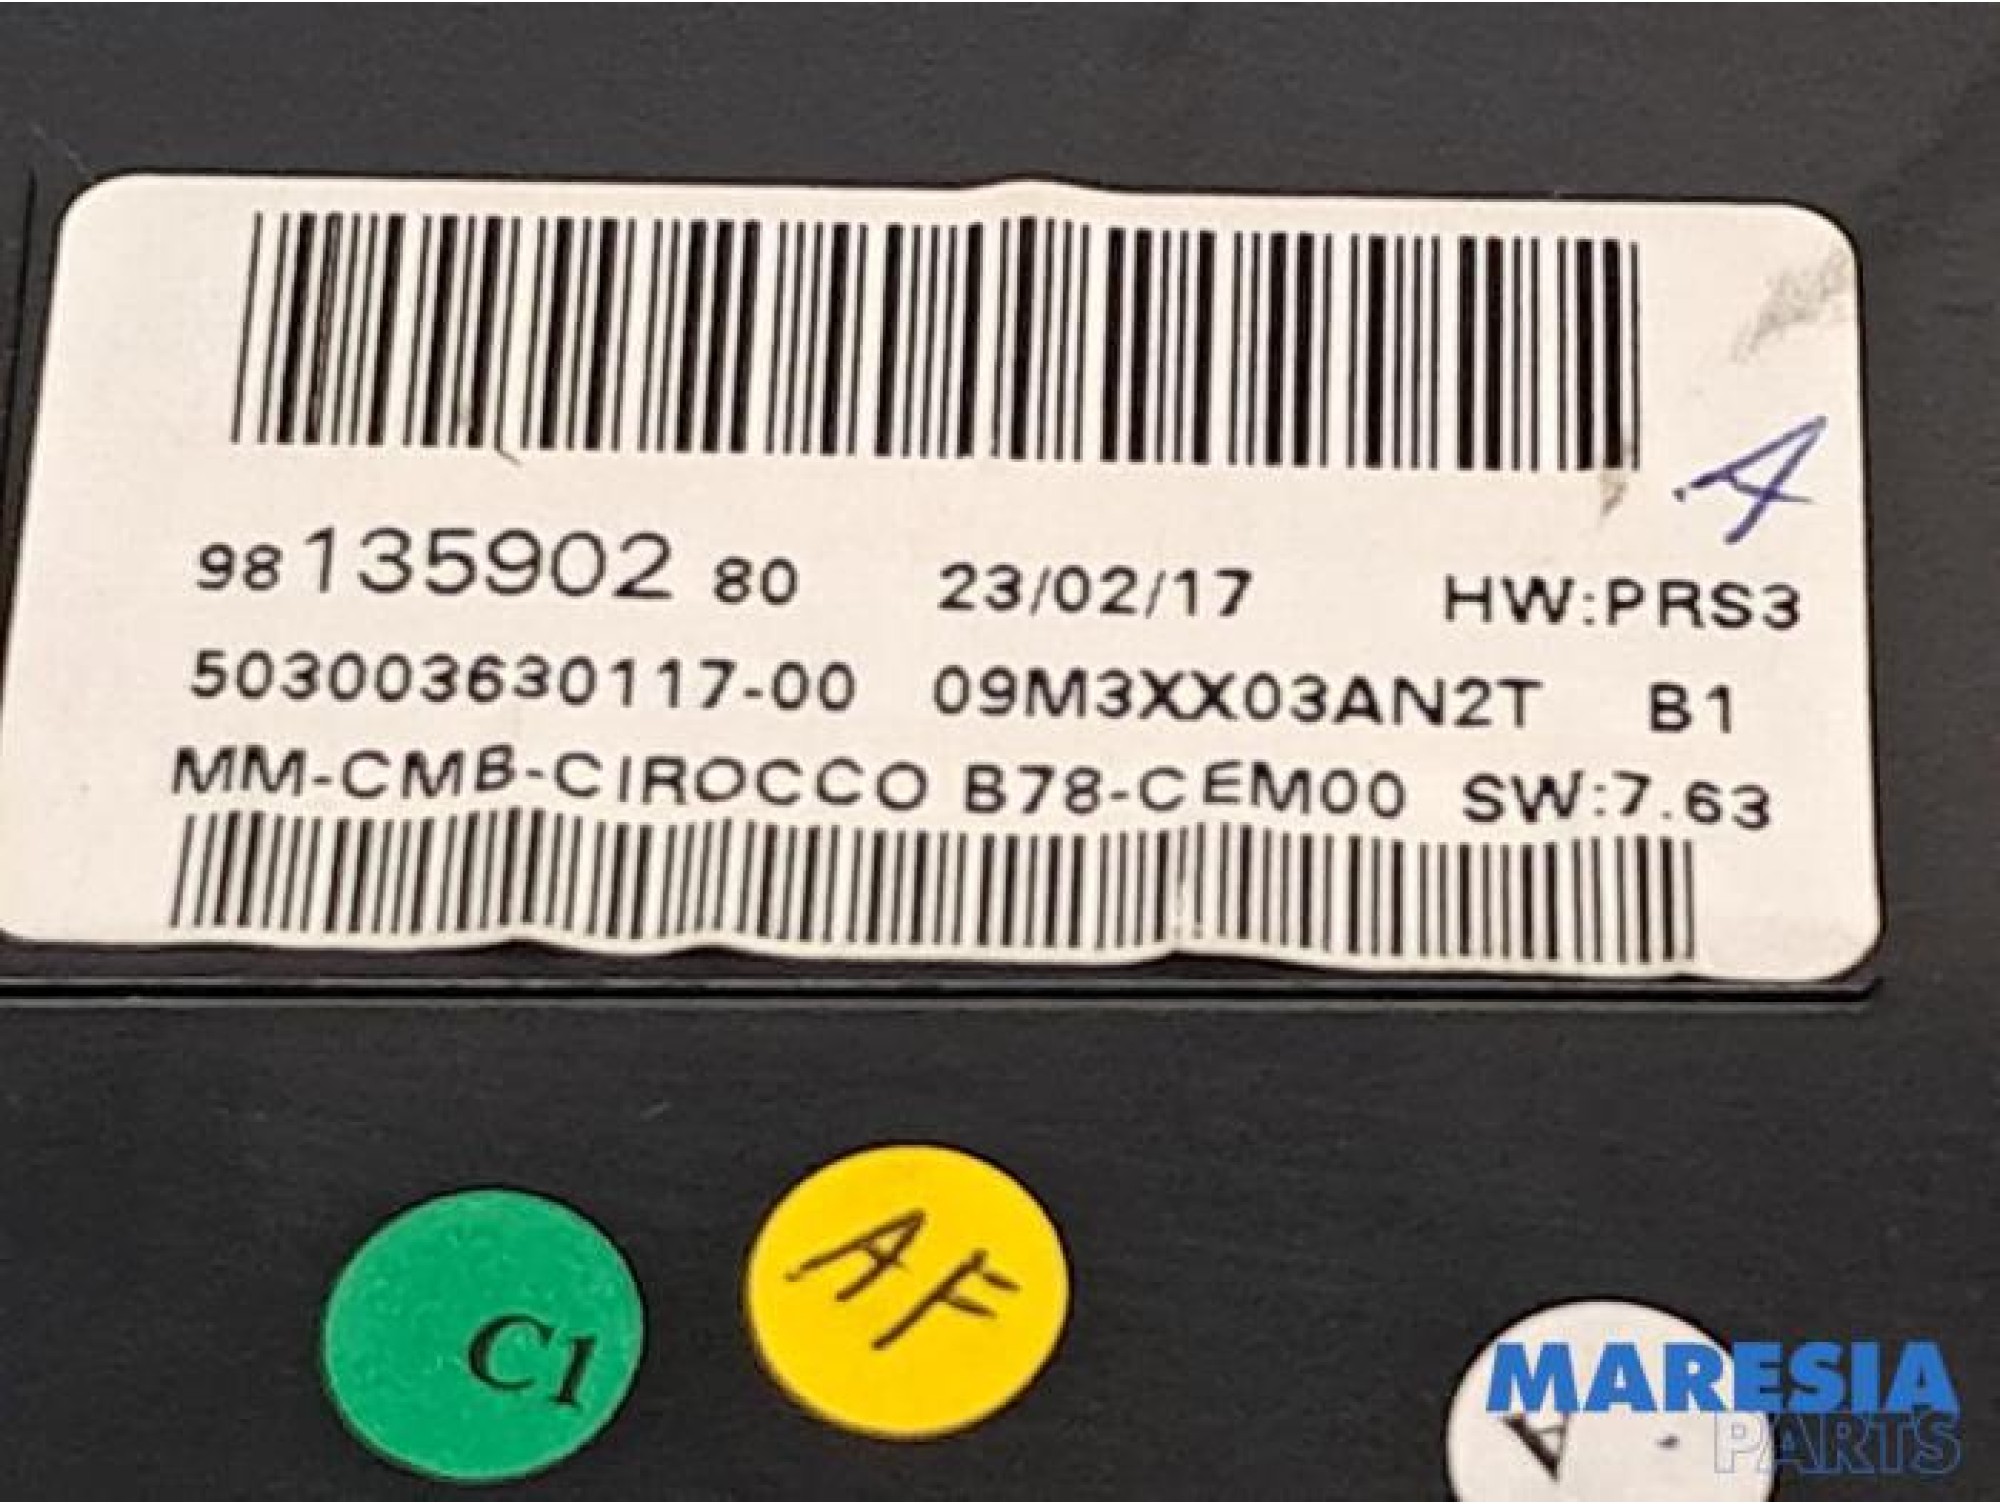 A
98 135902 80 23/02/17 HW:PRS3
503003630117-00 09M3XX03AN2T B1
MM-CMB-CIROCCO B78-CEM00 SW:7.63
C1
AF
A
MARESIA
PARTS